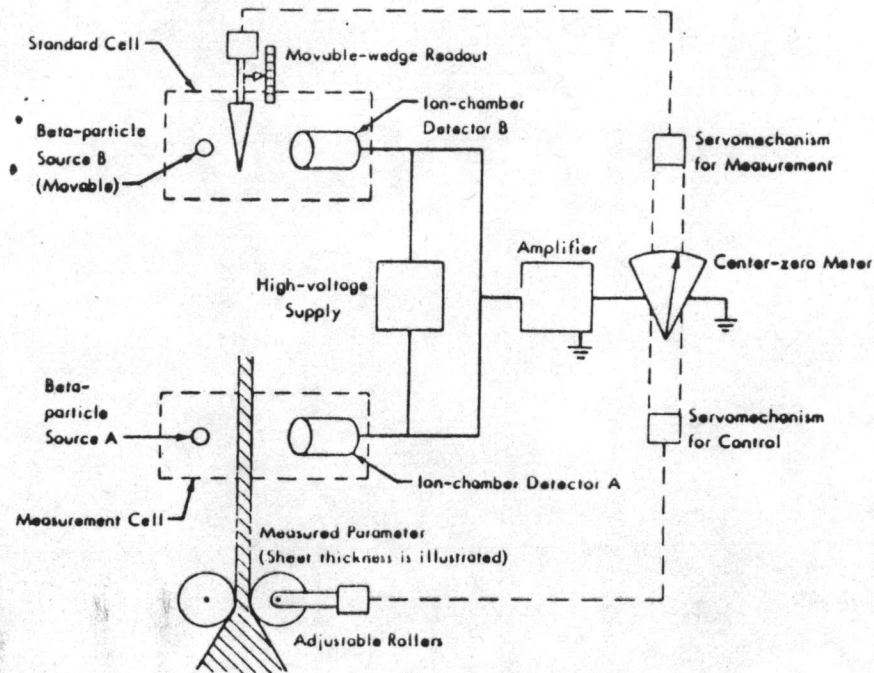 Standard Cell
Movable-wedge Readout
Ion-chamber
Detector B
Beta-particle
Source B
(Movable)
Servomechanism
for Measurement
Amplifier
Center-zero Meter
High-voltage
Supply
Beta-
particle
Source A
Servomechanism
for Control
Ion-chamber Detector A
Measurement Cell
Measured Parameter
(Sheet thickness is illustrated)
Adjustable Rollers